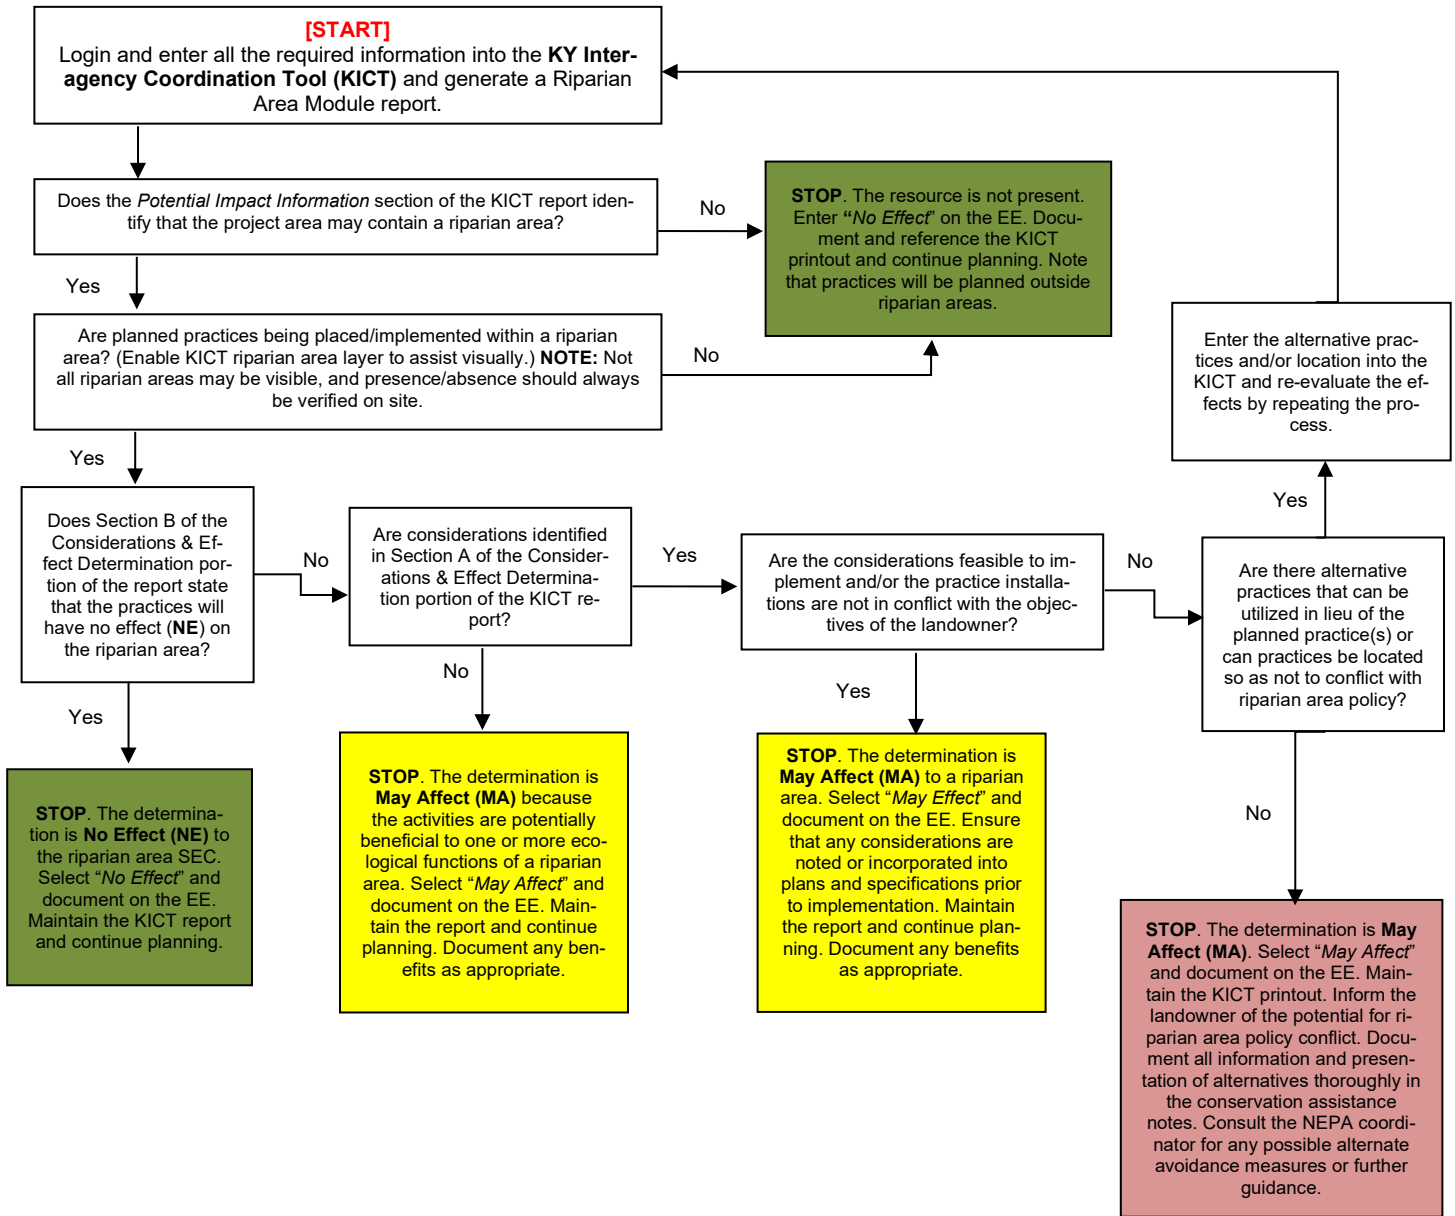 [START]
Login and enter all the required information into the KY Inter-
agency Coordination Tool (KICT) and generate a Riparian
Area Module report.
Does the Potential Impact Information section of the KICT report iden-
tify that the project area may contain a riparian area?
No
STOP. The resource is not present.
Enter “No Effect” on the EE. Docu-
ment and reference the KICT
printout and continue planning. Note
that practices will be planned outside
riparian areas.
Yes
Are planned practices being placed/implemented within a riparian
area? (Enable KICT riparian area layer to assist visually.) NOTE: Not
all riparian areas may be visible, and presence/absence should always
be verified on site.
No
Enter the alternative prac-
tices and/or location into the
KICT and re-evaluate the ef-
fects by repeating the pro-
cess.
Yes
Does Section B of the
Considerations & Ef-
fect Determination por-
tion of the report state
that the practices will
have no effect (NE) on
the riparian area?
No
Are considerations identified
in Section A of the Consider-
ations & Effect Determina-
tion portion of the KICT re-
port?
Yes
Are the considerations feasible to im-
plement and/or the practice installa-
tions are not in conflict with the objec-
tives of the landowner?
No
Yes
Are there alternative
practices that can be
utilized in lieu of the
planned practice(s) or
can practices be located
so as not to conflict with
riparian area policy?
Yes
No
Yes
No
STOP. The determina-
tion is No Effect (NE) to
the riparian area SEC.
Select “No Effect” and
document on the EE.
Maintain the KICT report
and continue planning.
STOP. The determination is
May Affect (MA) because
the activities are potentially
beneficial to one or more eco-
logical functions of a riparian
area. Select “May Affect” and
document on the EE. Main-
tain the report and continue
planning. Document any ben-
efits as appropriate.
STOP. The determination is
May Affect (MA) to a riparian
area. Select “May Effect” and
document on the EE. Ensure
that any considerations are
noted or incorporated into
plans and specifications prior
to implementation. Maintain
the report and continue plan-
ning. Document any benefits
as appropriate.
STOP. The determination is May
Affect (MA). Select “May Affect”
and document on the EE. Main-
tain the KICT printout. Inform the
landowner of the potential for ri-
parian area policy conflict. Docu-
ment all information and presen-
tation of alternatives thoroughly in
the conservation assistance
notes. Consult the NEPA coordi-
nator for any possible alternate
avoidance measures or further
guidance.